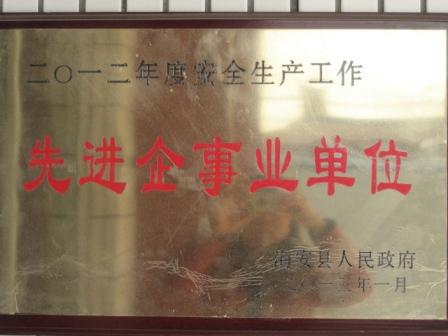 二〇一二年度安全生产工作
先进企事业单位
海安县人民政府
二〇一三年一月